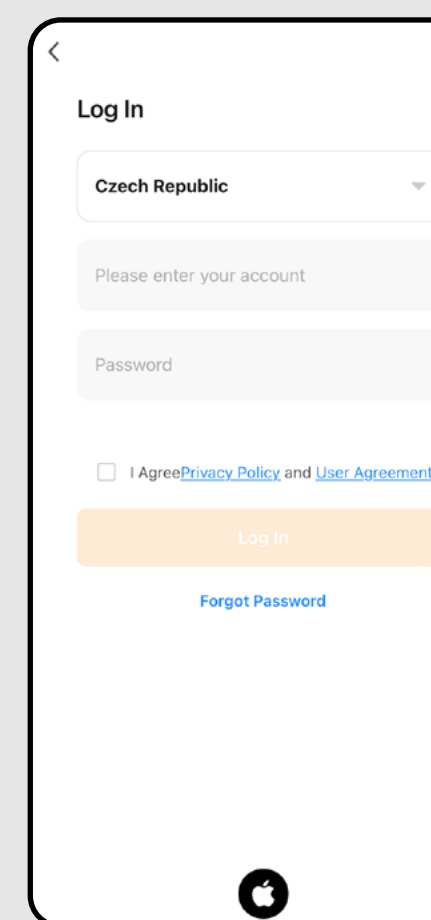 Log In
Czech Republic
Please enter your account
Password
I AgreePrivacy Policy and User Agreement
Log In
Forgot Password